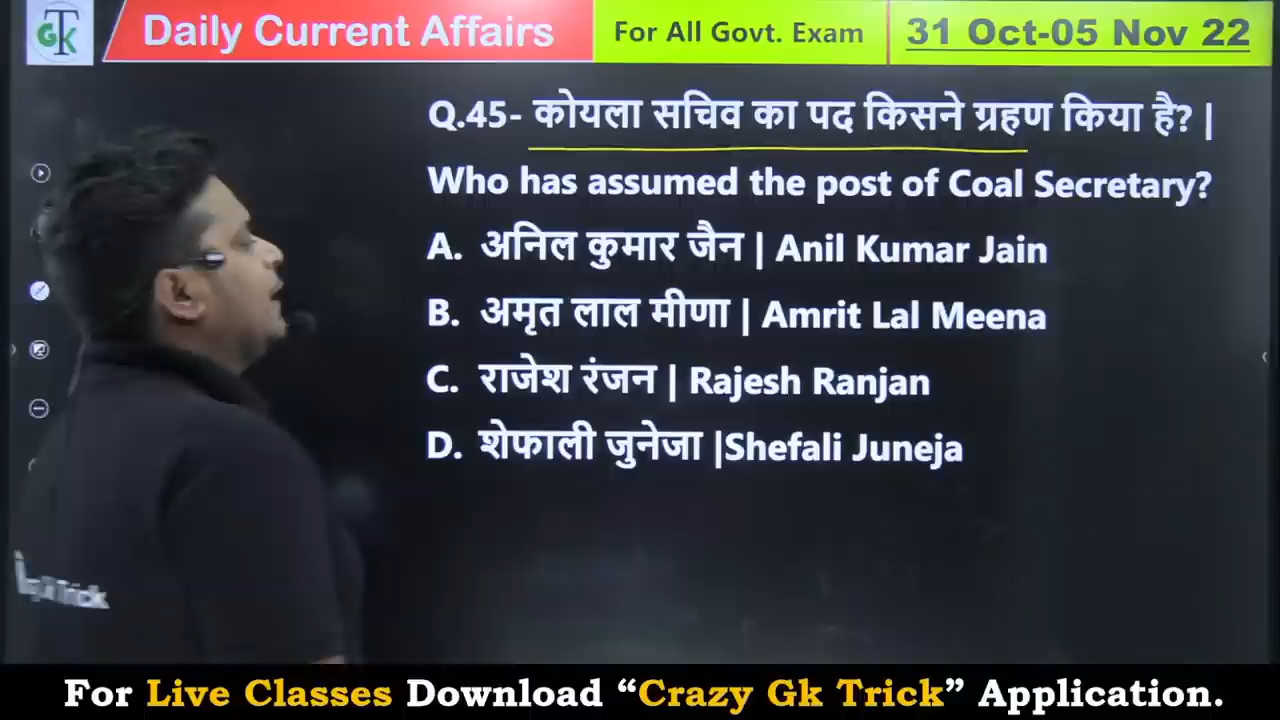 GK
T
Daily Current Affairs
For All Govt. Exam
31 Oct-05 Nov 22
Q.45- कोयला सचिव का पद किसने ग्रहण किया है? |
Who has assumed the post of Coal Secretary?
A. अनिल कुमार जैन | Anil Kumar Jain
B. अमृत लाल मीणा | Amrit Lal Meena
C. राजेश रंजन | Rajesh Ranjan
D. शेफाली जुनेजा |Shefali Juneja
Trick
For Live Classes Download “Crazy Gk Trick” Application.